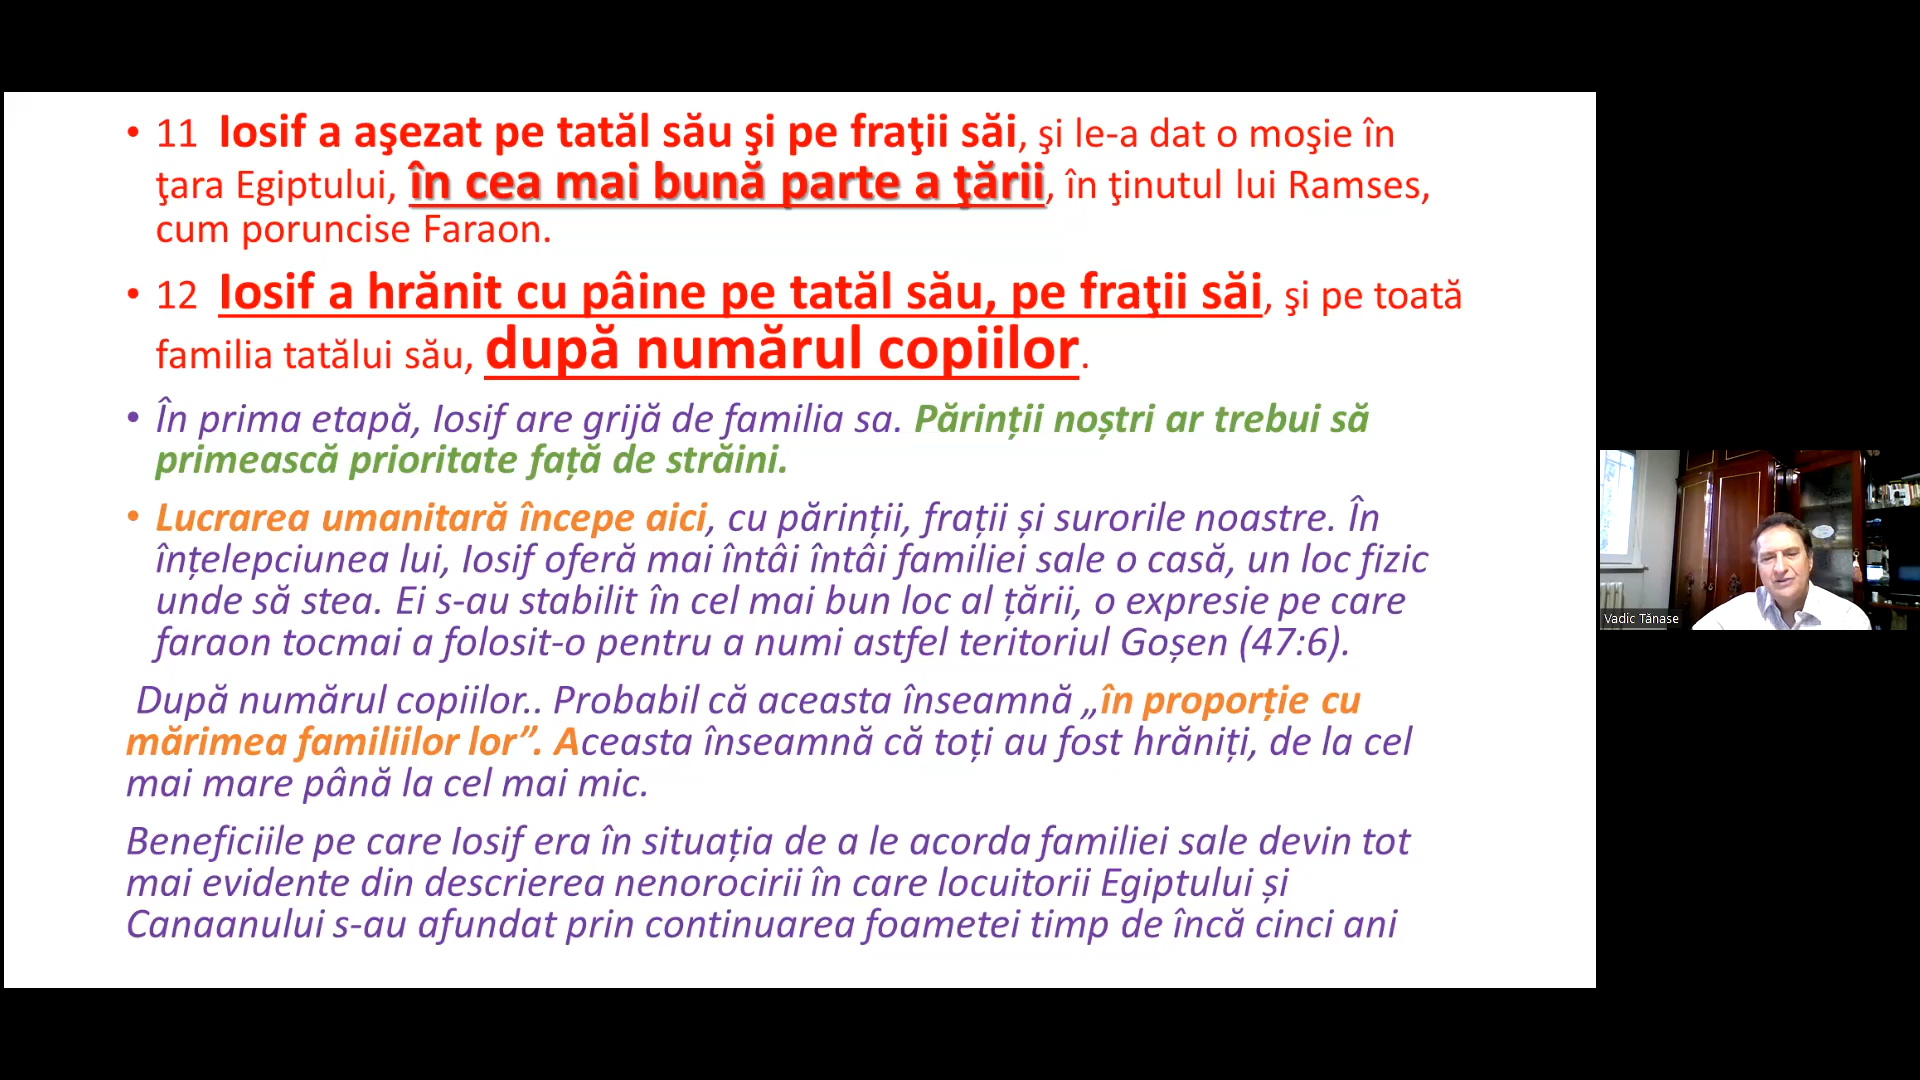 • 11 Iosif a aşezat pe tatăl său şi pe fraţii săi, şi le-a dat o moşie în
ţara Egiptului, în cea mai bună parte a ţării, în ţinutul lui Ramses,
cum poruncise Faraon.
• 12 Iosif a hrănit cu pâine pe tatăl său, pe fraţii săi, şi pe toată
familia tatălui său, după numărul copiilor.
• În prima etapă, Iosif are grijă de familia sa. Părinții noștri ar trebui să
primească prioritate față de străini.
• Lucrarea umanitară începe aici, cu părinții, frații și surorile noastre. În
înțelepciunea lui, Iosif oferă mai întâi întâi familiei sale o casă, un loc fizic
unde să stea. Ei s-au stabilit în cel mai bun loc al țării, o expresie pe care
faraon tocmai a folosit-o pentru a numi astfel teritoriul Goșen (47:6).
După numărul copiilor.. Probabil că aceasta înseamnă „în proporție cu
mărimea familiilor lor”. Aceasta înseamnă că toți au fost hrăniți, de la cel
mai mare până la cel mai mic.
Beneficiile pe care Iosif era în situația de a le acorda familiei sale devin tot
mai evidente din descrierea nenorocirii în care locuitorii Egiptului și
Canaanului s-au afundat prin continuarea foametei timp de încă cinci ani
Vadic Tănase